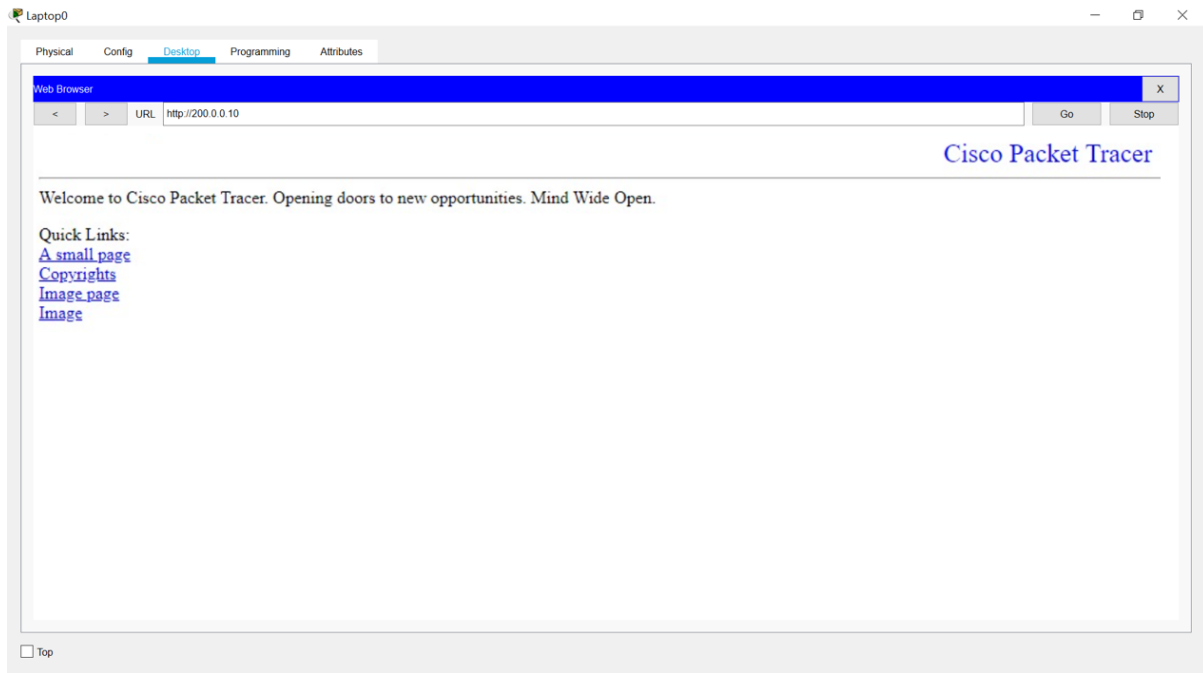 Laptop0
Physical Config Desktop Programming Attributes
Web Browser X
< > URL http://200.0.0.10 Go Stop
Cisco Packet Tracer
Welcome to Cisco Packet Tracer. Opening doors to new opportunities. Mind Wide Open.
Quick Links:
A small page
Copyrights
Image page
Image
Top